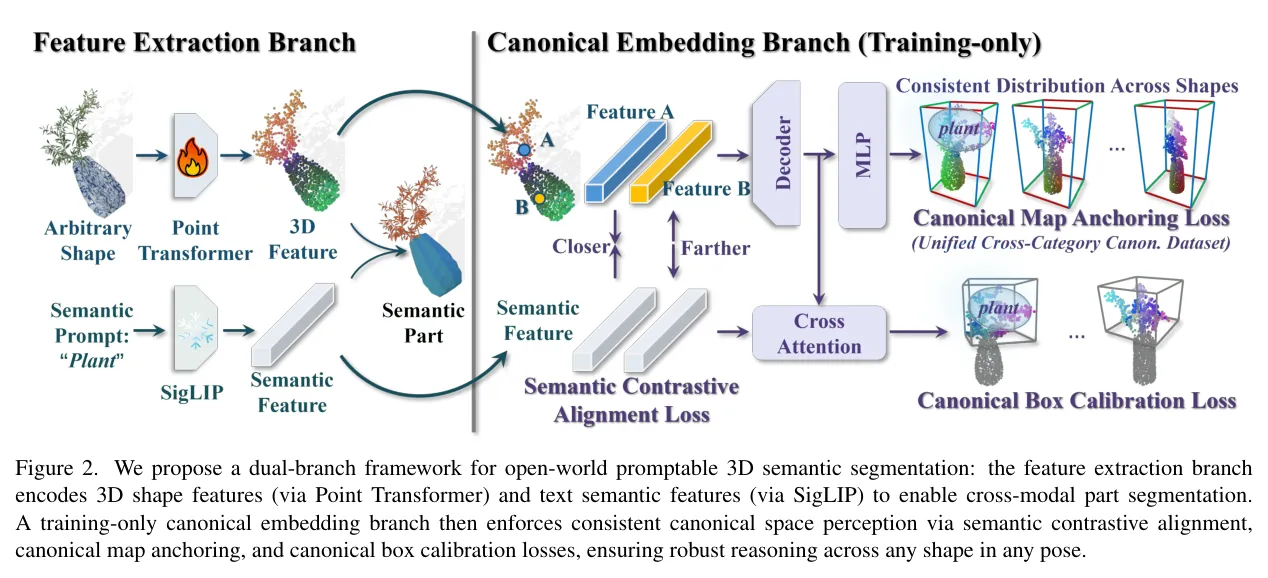 Feature Extraction Branch
Arbitrary
Shape
Point
Transformer
3D
Feature
Semantic
Prompt:
“Plant”
SigLIP
Semantic
Feature
Semantic
Part
Canonical Embedding Branch (Training-only)
A
B
Feature A
Feature B
Closer
Farther
Semantic
Feature
Semantic Contrastive
Alignment Loss
Decoder
MLP
Cross
Attention
Consistent Distribution Across Shapes
plant
...
Canonical Map Anchoring Loss
(Unified Cross-Category Canon. Dataset)
plant
...
Canonical Box Calibration Loss
Figure 2. We propose a dual-branch framework for open-world promptable 3D semantic segmentation: the feature extraction branch
encodes 3D shape features (via Point Transformer) and text semantic features (via SigLIP) to enable cross-modal part segmentation.
A training-only canonical embedding branch then enforces consistent canonical space perception via semantic contrastive alignment,
canonical map anchoring, and canonical box calibration losses, ensuring robust reasoning across any shape in any pose.